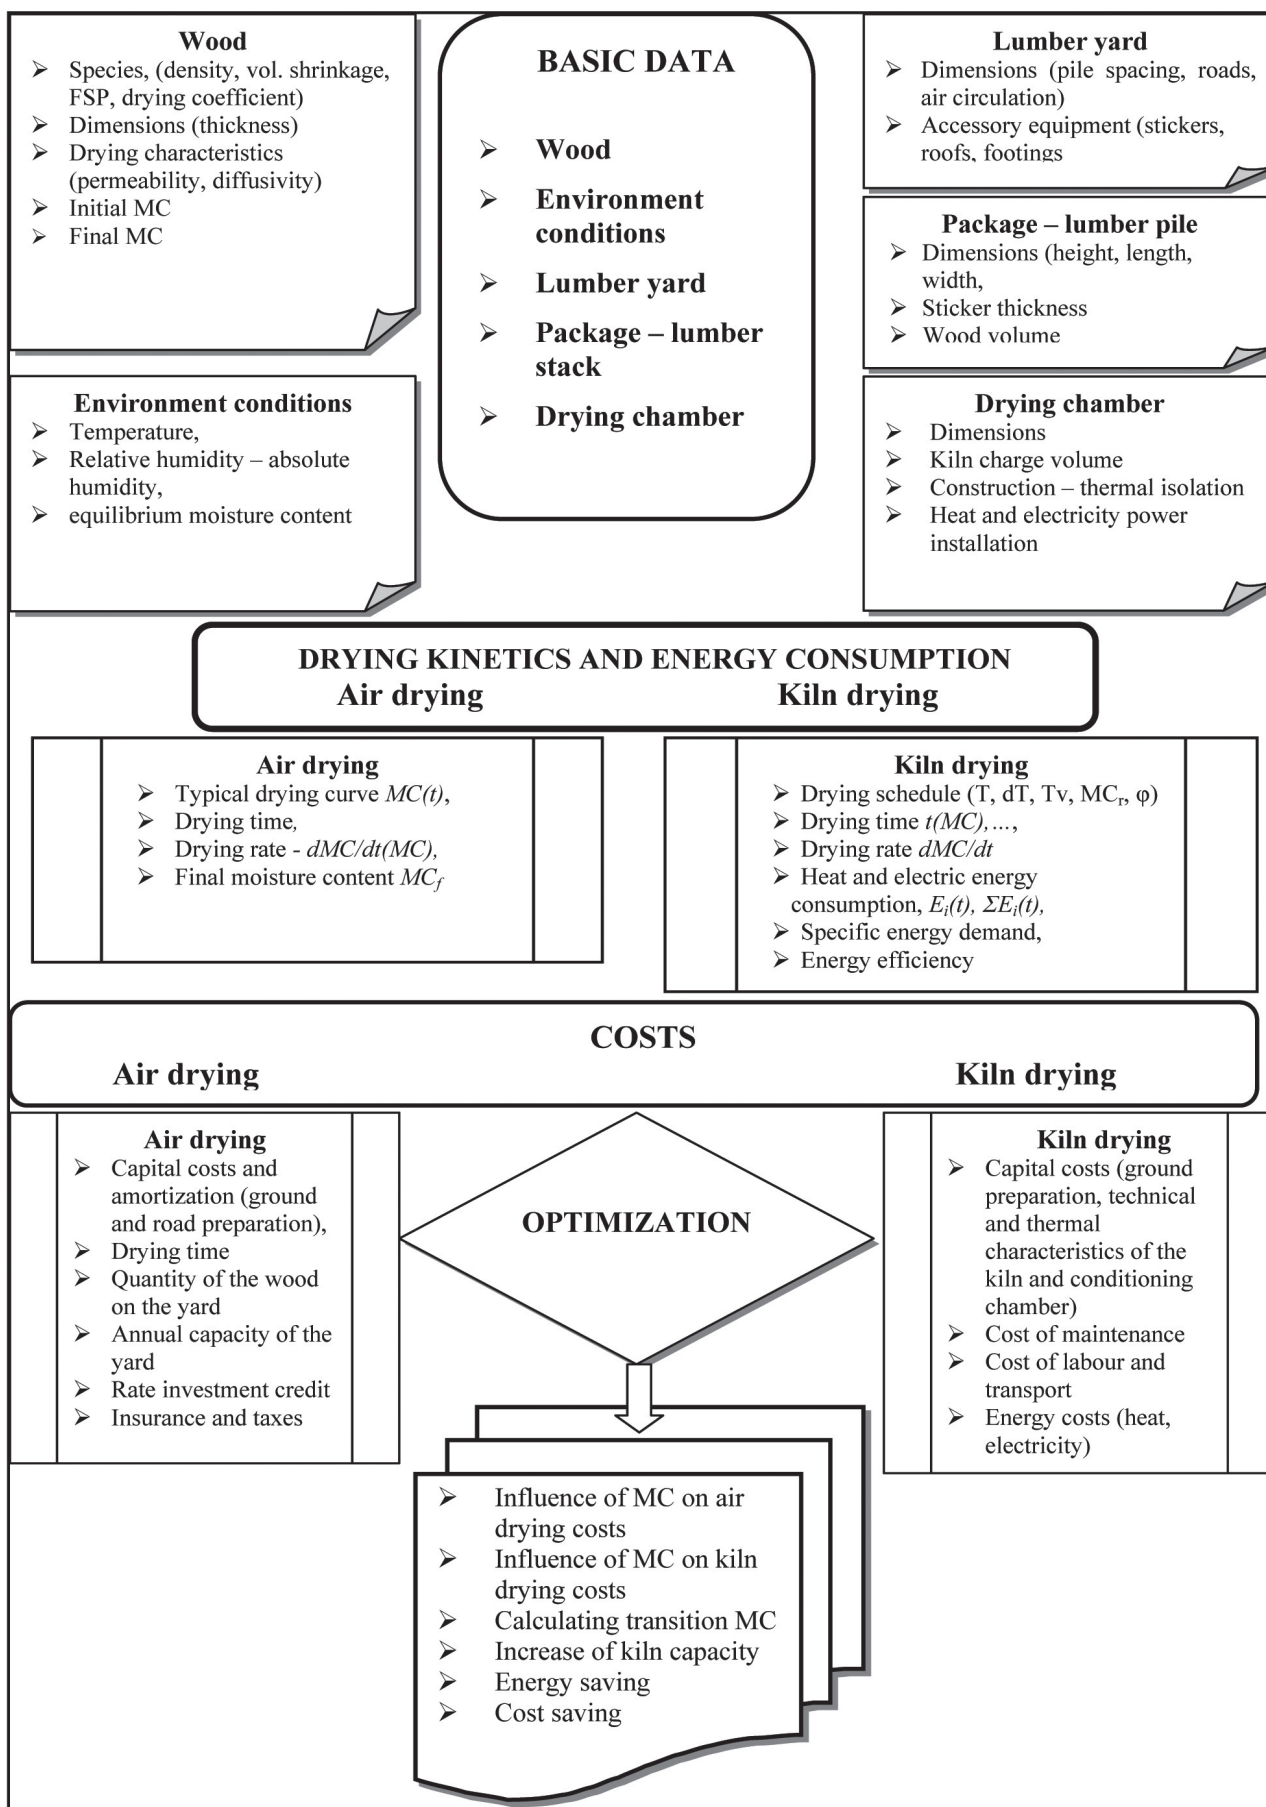 Wood
➢ Species, (density, vol. shrinkage,
FSP, drying coefficient)
➢ Dimensions (thickness)
➢ Drying characteristics
(permeability, diffusivity)
➢ Initial MC
➢ Final MC
Environment conditions
➢ Temperature,
➢ Relative humidity – absolute
humidity,
➢ equilibrium moisture content
BASIC DATA
➢ Wood
➢ Environment
conditions
➢ Lumber yard
➢ Package – lumber
stack
➢ Drying chamber
Lumber yard
➢ Dimensions (pile spacing, roads,
air circulation)
➢ Accessory equipment (stickers,
roofs, footings
Package – lumber pile
➢ Dimensions (height, length,
width,
➢ Sticker thickness
➢ Wood volume
Drying chamber
➢ Dimensions
➢ Kiln charge volume
➢ Construction – thermal isolation
➢ Heat and electricity power
installation
DRYING KINETICS AND ENERGY CONSUMPTION
Air drying Kiln drying
Air drying
➢ Typical drying curve MC(t),
➢ Drying time,
➢ Drying rate - dMC/dt(MC),
➢ Final moisture content MC_f
Kiln drying
➢ Drying schedule (T, dT, Tv, MC_r, φ)
➢ Drying time t(MC),…,
➢ Drying rate dMC/dt
➢ Heat and electric energy
consumption, E_i(t), ΣE_i(t),
➢ Specific energy demand,
➢ Energy efficiency
COSTS
Air drying Kiln drying
Air drying
➢ Capital costs and
amortization (ground
and road preparation),
➢ Drying time
➢ Quantity of the wood
on the yard
➢ Annual capacity of the
yard
➢ Rate investment credit
➢ Insurance and taxes
OPTIMIZATION
Kiln drying
➢ Capital costs (ground
preparation, technical
and thermal
characteristics of the
kiln and conditioning
chamber)
➢ Cost of maintenance
➢ Cost of labour and
transport
➢ Energy costs (heat,
electricity)
➢ Influence of MC on air
drying costs
➢ Influence of MC on kiln
drying costs
➢ Calculating transition MC
➢ Increase of kiln capacity
➢ Energy saving
➢ Cost saving